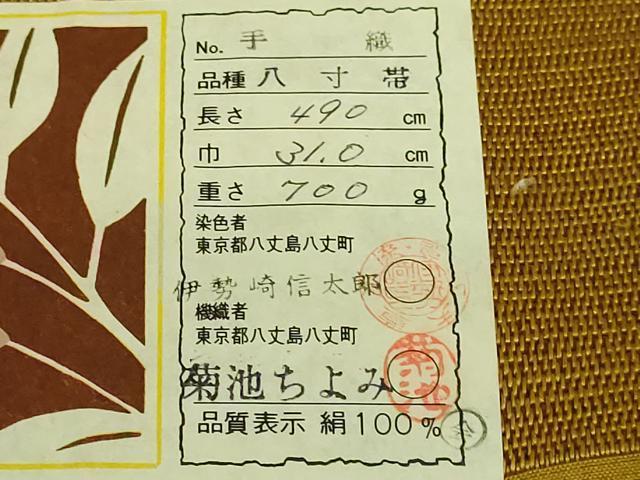 No. 手 織
品種 八寸帯
長さ 490 cm
巾 31.0 cm
重さ 700 g
染色者
東京都八丈島八丈町
伊勢崎信太郎
機織者
東京都八丈島八丈町
菊池ちよみ
菊池
品質表示 絹100%